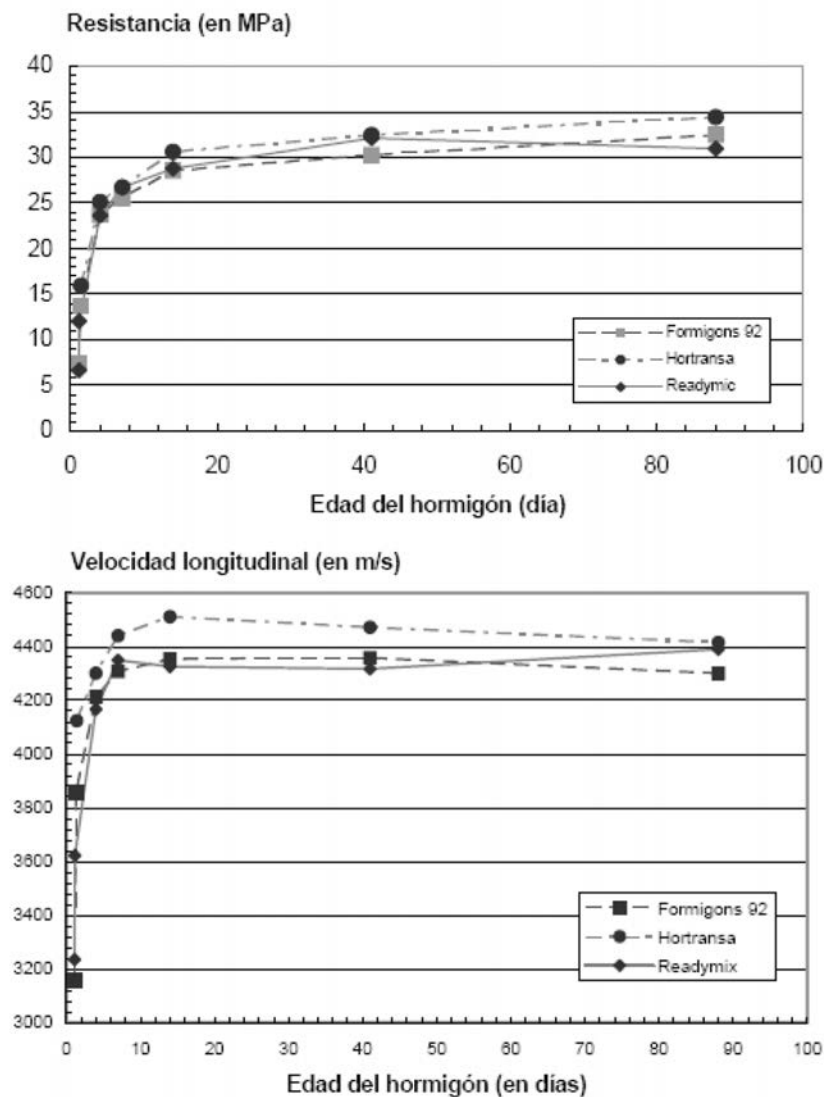 Resistancia (en MPa)
40
35
30
25
20
15
10
5
0
Formigons 92
Hortransa
Readymic
0 20 40 60 80 100
Edad del hormigón (día)
Velocidad longitudinal (en m/s)
4600
4400
4200
4000
3800
3600
3400
3200
3000
Formigons 92
Hortransa
Readymix
0 10 20 30 40 50 60 70 80 90 100
Edad del hormigón (en días)